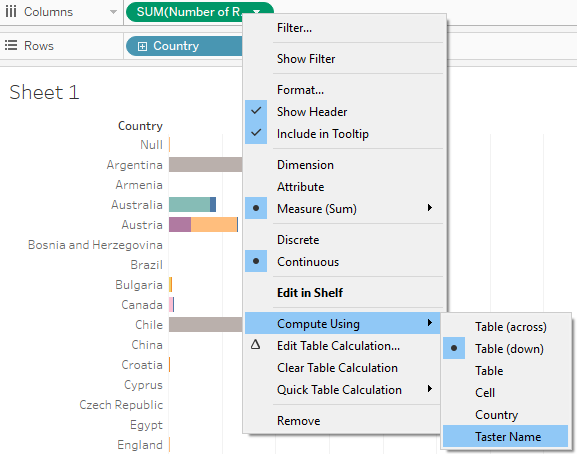 Columns
SUM(Number of R..
Rows
Country
Sheet 1
Country
Null
Argentina
Armenia
Australia
Austria
Bosnia and Herzegovina
Brazil
Bulgaria
Canada
Chile
China
Croatia
Cyprus
Czech Republic
Egypt
England
Filter...
Show Filter
Format...
Show Header
Include in Tooltip
Dimension
Attribute
Measure (Sum)
Discrete
Continuous
Edit in Shelf
Compute Using
Edit Table Calculation...
Clear Table Calculation
Quick Table Calculation
Remove
Table (across)
Table (down)
Table
Cell
Country
Taster Name